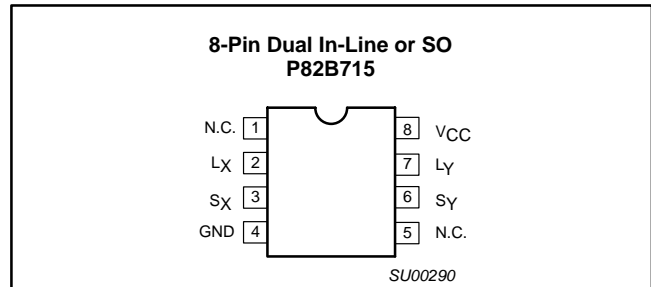 8-Pin Dual In-Line or SO
P82B715
N.C. 1 8 VCC
LX 2 7 LY
SX 3 6 SY
GND 4 5 N.C.
SU00290